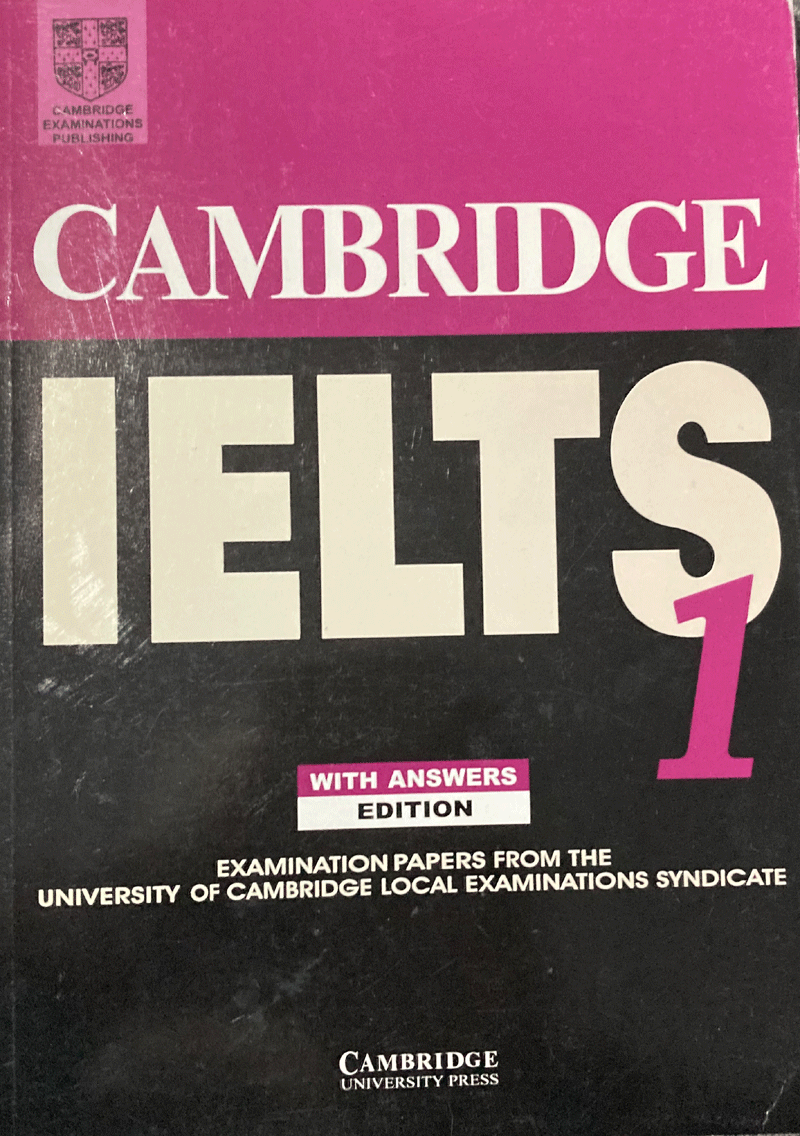 CAMBRIDGE
EXAMINATIONS
PUBLISHING
CAMBRIDGE
IELTS
1
WITH ANSWERS
EDITION
EXAMINATION PAPERS FROM THE
UNIVERSITY OF CAMBRIDGE LOCAL EXAMINATIONS SYNDICATE
CAMBRIDGE
UNIVERSITY PRESS